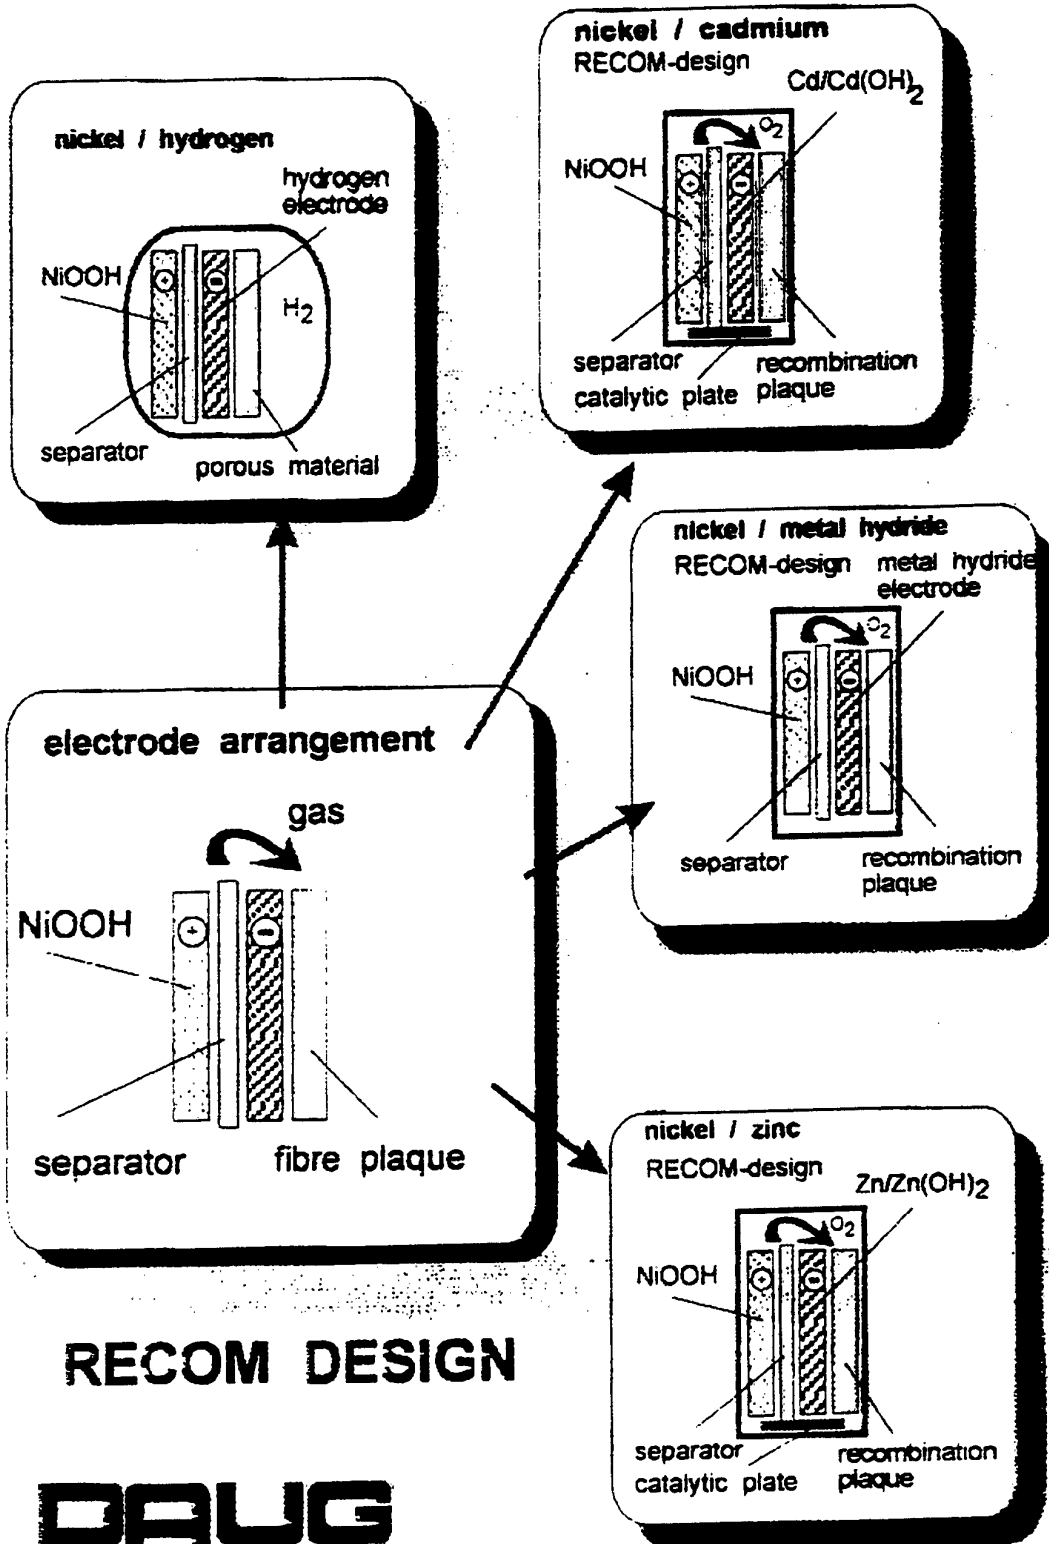 nickel / cadmium
RECOM-design
Cd/Cd(OH)2
O2
NiOOH
separator
recombination
catalytic plate plaque
nickel / hydrogen
hydrogen
electrode
NiOOH
H2
separator
porous material
nickel / metal hydride
RECOM-design metal hydride
electrode
O2
NiOOH
separator
recombination
plaque
electrode arrangement
gas
NiOOH
separator
fibre plaque
nickel / zinc
RECOM-design
Zn/Zn(OH)2
O2
NiOOH
separator
recombination
catalytic plate
plaque
RECOM DESIGN
DAUG